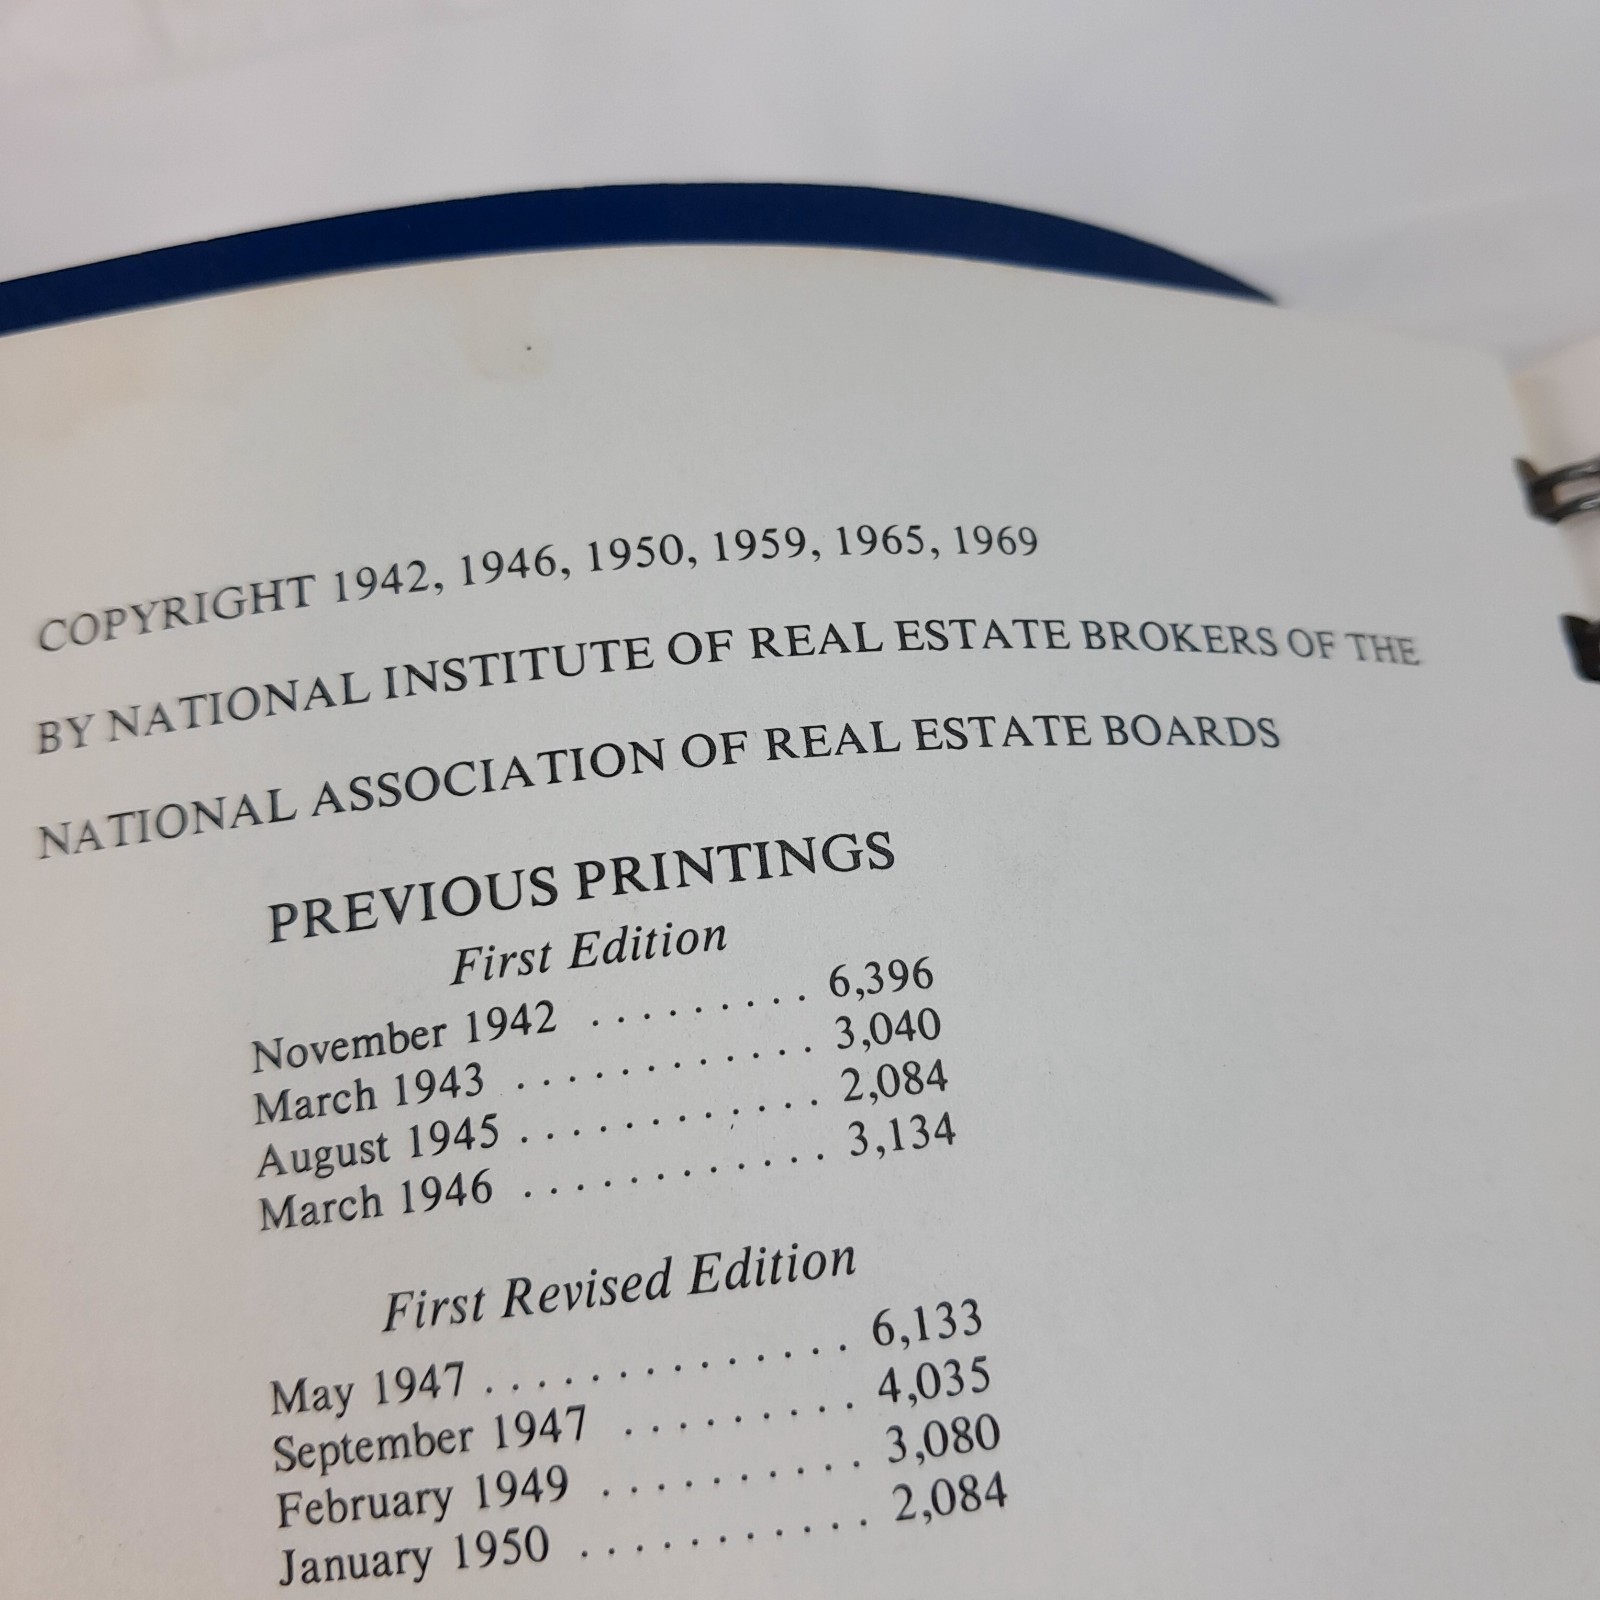 COPYRIGHT 1942, 1946, 1950, 1959, 1965, 1969
BY NATIONAL INSTITUTE OF REAL ESTATE BROKERS OF THE
NATIONAL ASSOCIATION OF REAL ESTATE BOARDS
PREVIOUS PRINTINGS
First Edition
November 1942 ......... 6,396
March 1943 ............ 3,040
August 1945 ............ 2,084
March 1946 ............ 3,134
First Revised Edition
May 1947 .............. 6,133
September 1947 ......... 4,035
February 1949 .......... 3,080
January 1950 ........... 2,084